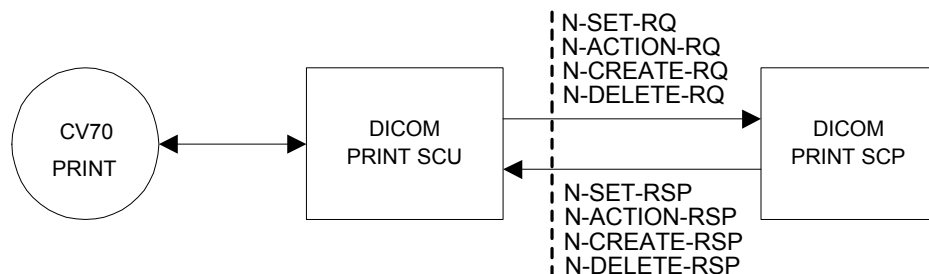 N-SET-RQ
N-ACTION-RQ
N-CREATE-RQ
N-DELETE-RQ
CV70
PRINT
DICOM
PRINT SCU
DICOM
PRINT SCP
N-SET-RSP
N-ACTION-RSP
N-CREATE-RSP
N-DELETE-RSP